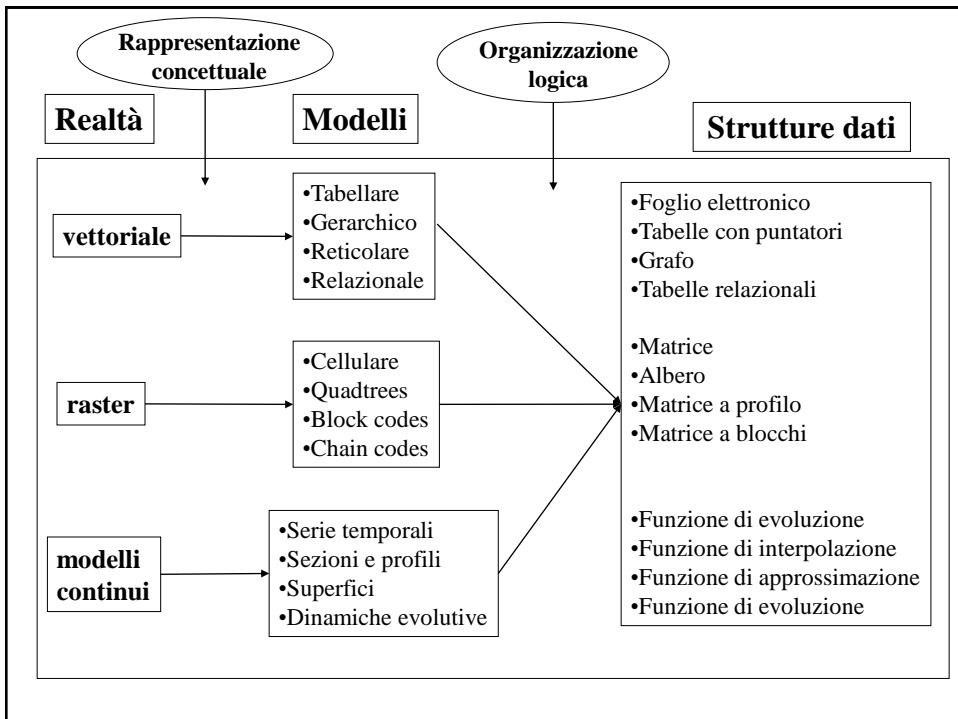 Rappresentazione
concettuale
Organizzazione
logica
Realtà
Modelli
Strutture dati
vettoriale
•Tabellare
•Gerarchico
•Reticolare
•Relazionale
•Foglio elettronico
•Tabelle con puntatori
•Grafo
•Tabelle relazionali
raster
•Cellulare
•Quadtrees
•Block codes
•Chain codes
•Matrice
•Albero
•Matrice a profilo
•Matrice a blocchi
modelli
continui
•Serie temporali
•Sezioni e profili
•Superfici
•Dinamiche evolutive
•Funzione di evoluzione
•Funzione di interpolazione
•Funzione di approssimazione
•Funzione di evoluzione